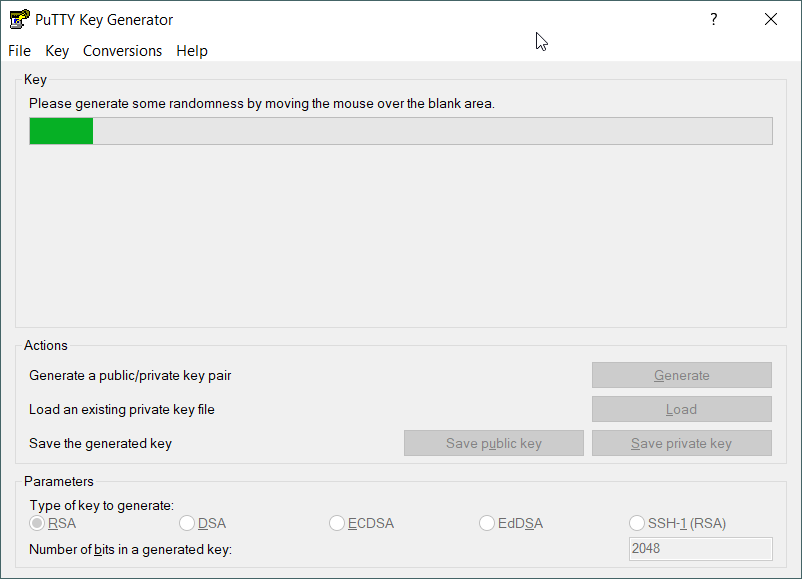 PuTTY Key Generator ?
File Key Conversions Help
Key
Please generate some randomness by moving the mouse over the blank area.
Actions
Generate a public/private key pair Generate
Load an existing private key file Load
Save the generated key Save public key Save private key
Parameters
Type of key to generate:
RSA DSA ECDSA EdDSA SSH-1 (RSA)
Number of bits in a generated key: 2048